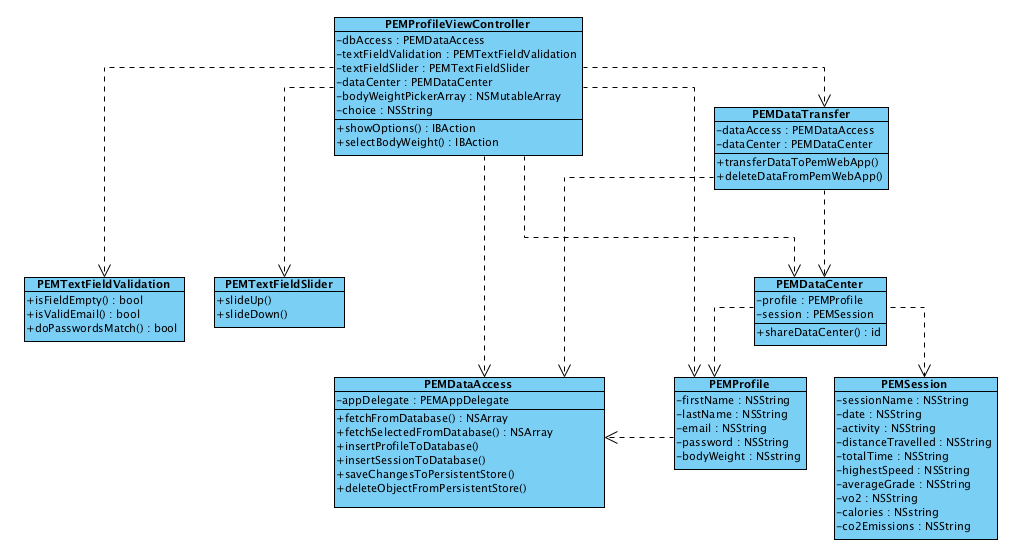 PEMProfileViewController
-dbAccess : PEMDataAccess
-textFieldValidation : PEMTextFieldValidation
-textFieldSlider : PEMTextFieldSlider
-dataCenter : PEMDataCenter
-bodyWeightPickerArray : NSMutableArray
-choice : NSString
+showOptions() : IBAction
+selectBodyWeight() : IBAction
PEMDataTransfer
-dataAccess : PEMDataAccess
-dataCenter : PEMDataCenter
+transferDataToPemWebApp()
+deleteDataFromPemWebApp()
PEMTextFieldValidation
+isFieldEmpty() : bool
+isValidEmail() : bool
+doPasswordsMatch() : bool
PEMTextFieldSlider
+slideUp()
+slideDown()
PEMDataCenter
-profile : PEMProfile
-session : PEMSession
+shareDataCenter() : id
PEMDataAccess
-appDelegate : PEMAppDelegate
+fetchFromDatabase() : NSArray
+fetchSelectedFromDatabase() : NSArray
+insertProfileToDatabase()
+insertSessionToDatabase()
+saveChangesToPersistentStore()
+deleteObjectFromPersistentStore()
PEMProfile
-firstName : NSString
-lastName : NSString
-email : NSString
-password : NSString
-bodyWeight : NSString
PEMSession
-sessionName : NSString
-date : NSString
-activity : NSString
-distanceTravelled : NSString
-totalTime : NSString
-highestSpeed : NSString
-averageGrade : NSString
-vo2 : NSString
-calories : NSstring
-co2Emissions : NSString